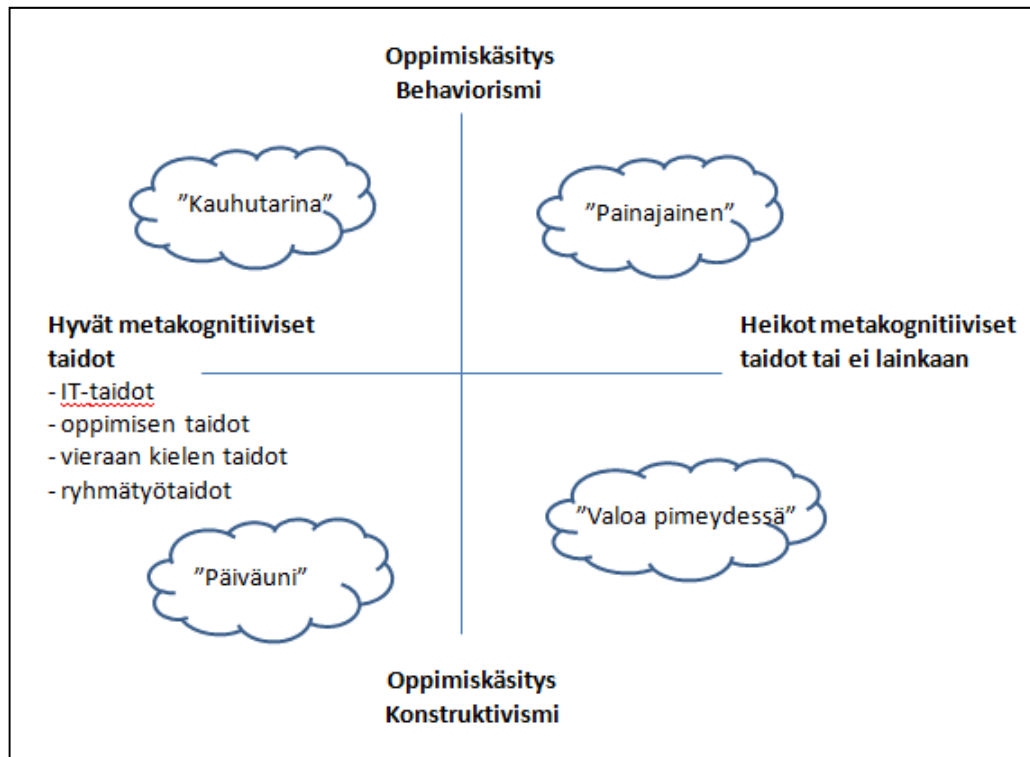 Oppimiskäsitys
Behaviorismi
”Kauhutarina”
”Painajainen”
Hyvät metakognitiiviset
taidot
- IT-taidot
- oppimisen taidot
- vieraan kielen taidot
- ryhmätyötaidot
Heikot metakognitiiviset
taidot tai ei lainkaan
”Valoa pimeydessä”
”Päiväuni”
Oppimiskäsitys
Konstruktivismi